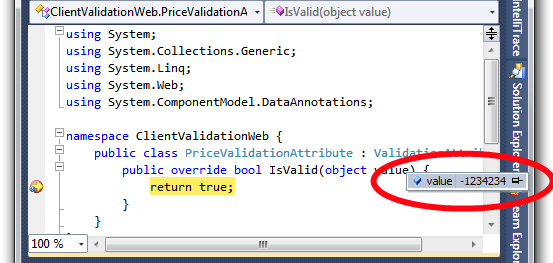 ClientValidationWeb.PriceValidationA
IsValid(object value)
using System;
using System.Collections.Generic;
using System.Linq;
using System.Web;
using System.ComponentModel.DataAnnotations;
namespace ClientValidationWeb {
public class PriceValidationAttribute : ValidationAttrib
public override bool IsValid(object value) {
return true;
}
}
value -1234234
100 %
IntelliTrace
Solution Explorer
Team Explorer